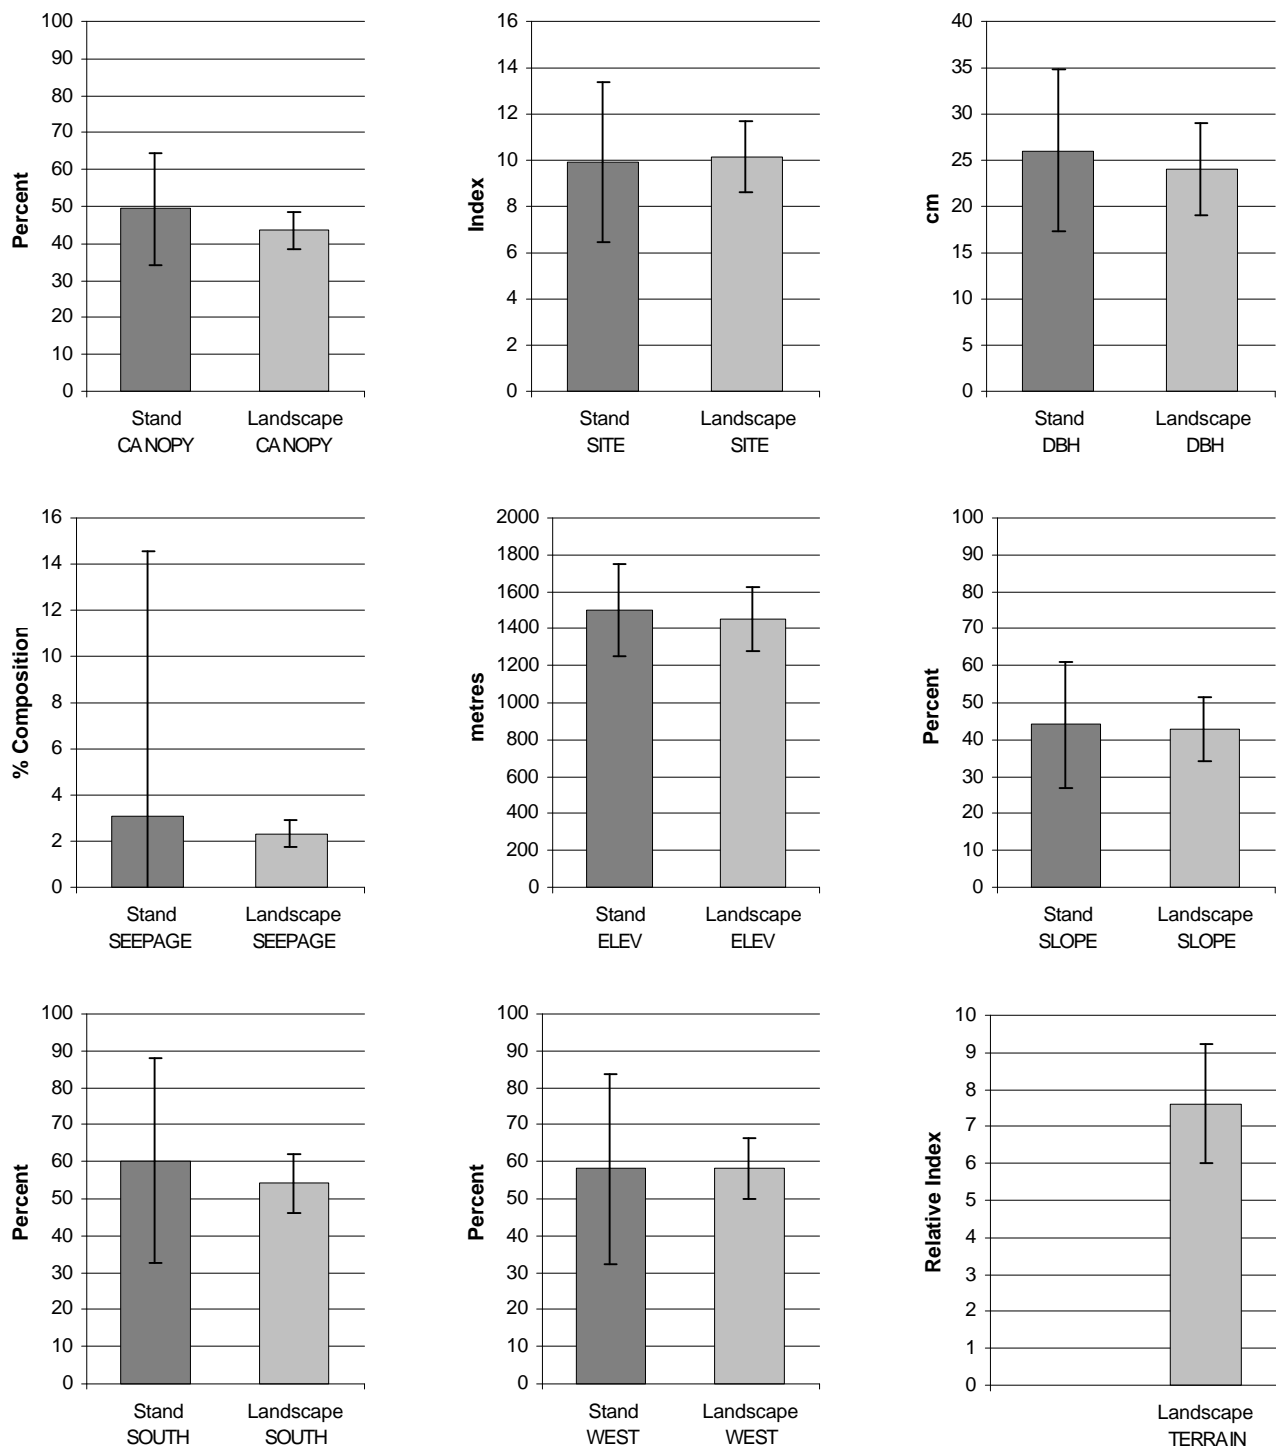 100
90
80
70
60
50
40
30
20
10
0
Percent
Stand
CANOPY
Landscape
CANOPY
16
14
12
10
8
6
4
2
0
Index
Stand
SITE
Landscape
SITE
40
35
30
25
20
15
10
5
0
cm
Stand
DBH
Landscape
DBH
16
14
12
10
8
6
4
2
0
% Composition
Stand
SEEPAGE
Landscape
SEEPAGE
2000
1800
1600
1400
1200
1000
800
600
400
200
0
metres
Stand
ELEV
Landscape
ELEV
100
90
80
70
60
50
40
30
20
10
0
Percent
Stand
SLOPE
Landscape
SLOPE
100
90
80
70
60
50
40
30
20
10
0
Percent
Stand
SOUTH
Landscape
SOUTH
100
90
80
70
60
50
40
30
20
10
0
Percent
Stand
WEST
Landscape
WEST
10
9
8
7
6
5
4
3
2
1
0
Relative Index
Landscape
TERRAIN